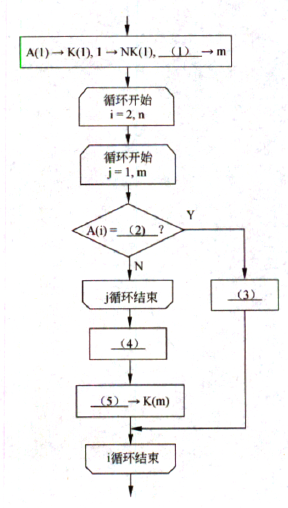 A(1)→K(1), 1→NK(1), （1）→m
循环开始
i = 2, n
循环开始
j = 1, m
A(i) = （2） ?
Y
N
j循环结束
（3）
（4）
（5）→K(m)
i循环结束